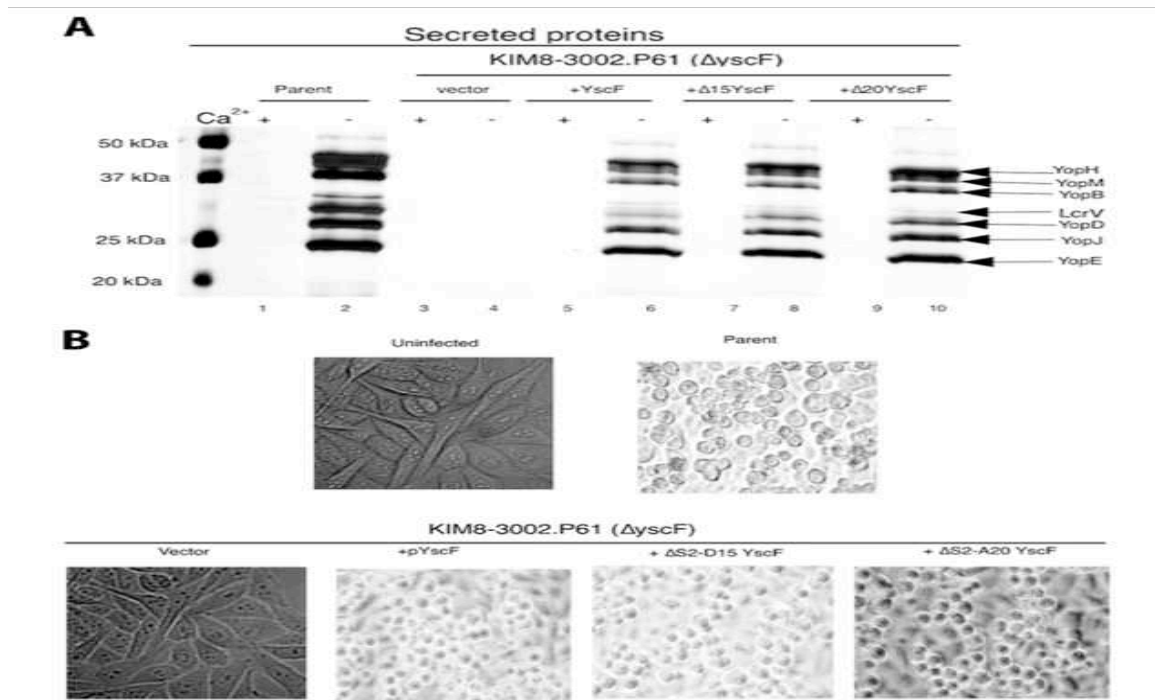 A
Secreted proteins
KIM8-3002.P61 (ΔyscF)
Parent vector +YscF +Δ15YscF +Δ20YscF
Ca2+ + - + - + - + - + -
50 kDa
37 kDa
25 kDa
20 kDa
YopH
YopM
YopB
LcrV
YopD
YopJ
YopE
1 2 3 4 5 6 7 8 9 10
B
Uninfected Parent
KIM8-3002.P61 (ΔyscF)
Vector +pYscF + ΔS2-D15 YscF + ΔS2-A20 YscF